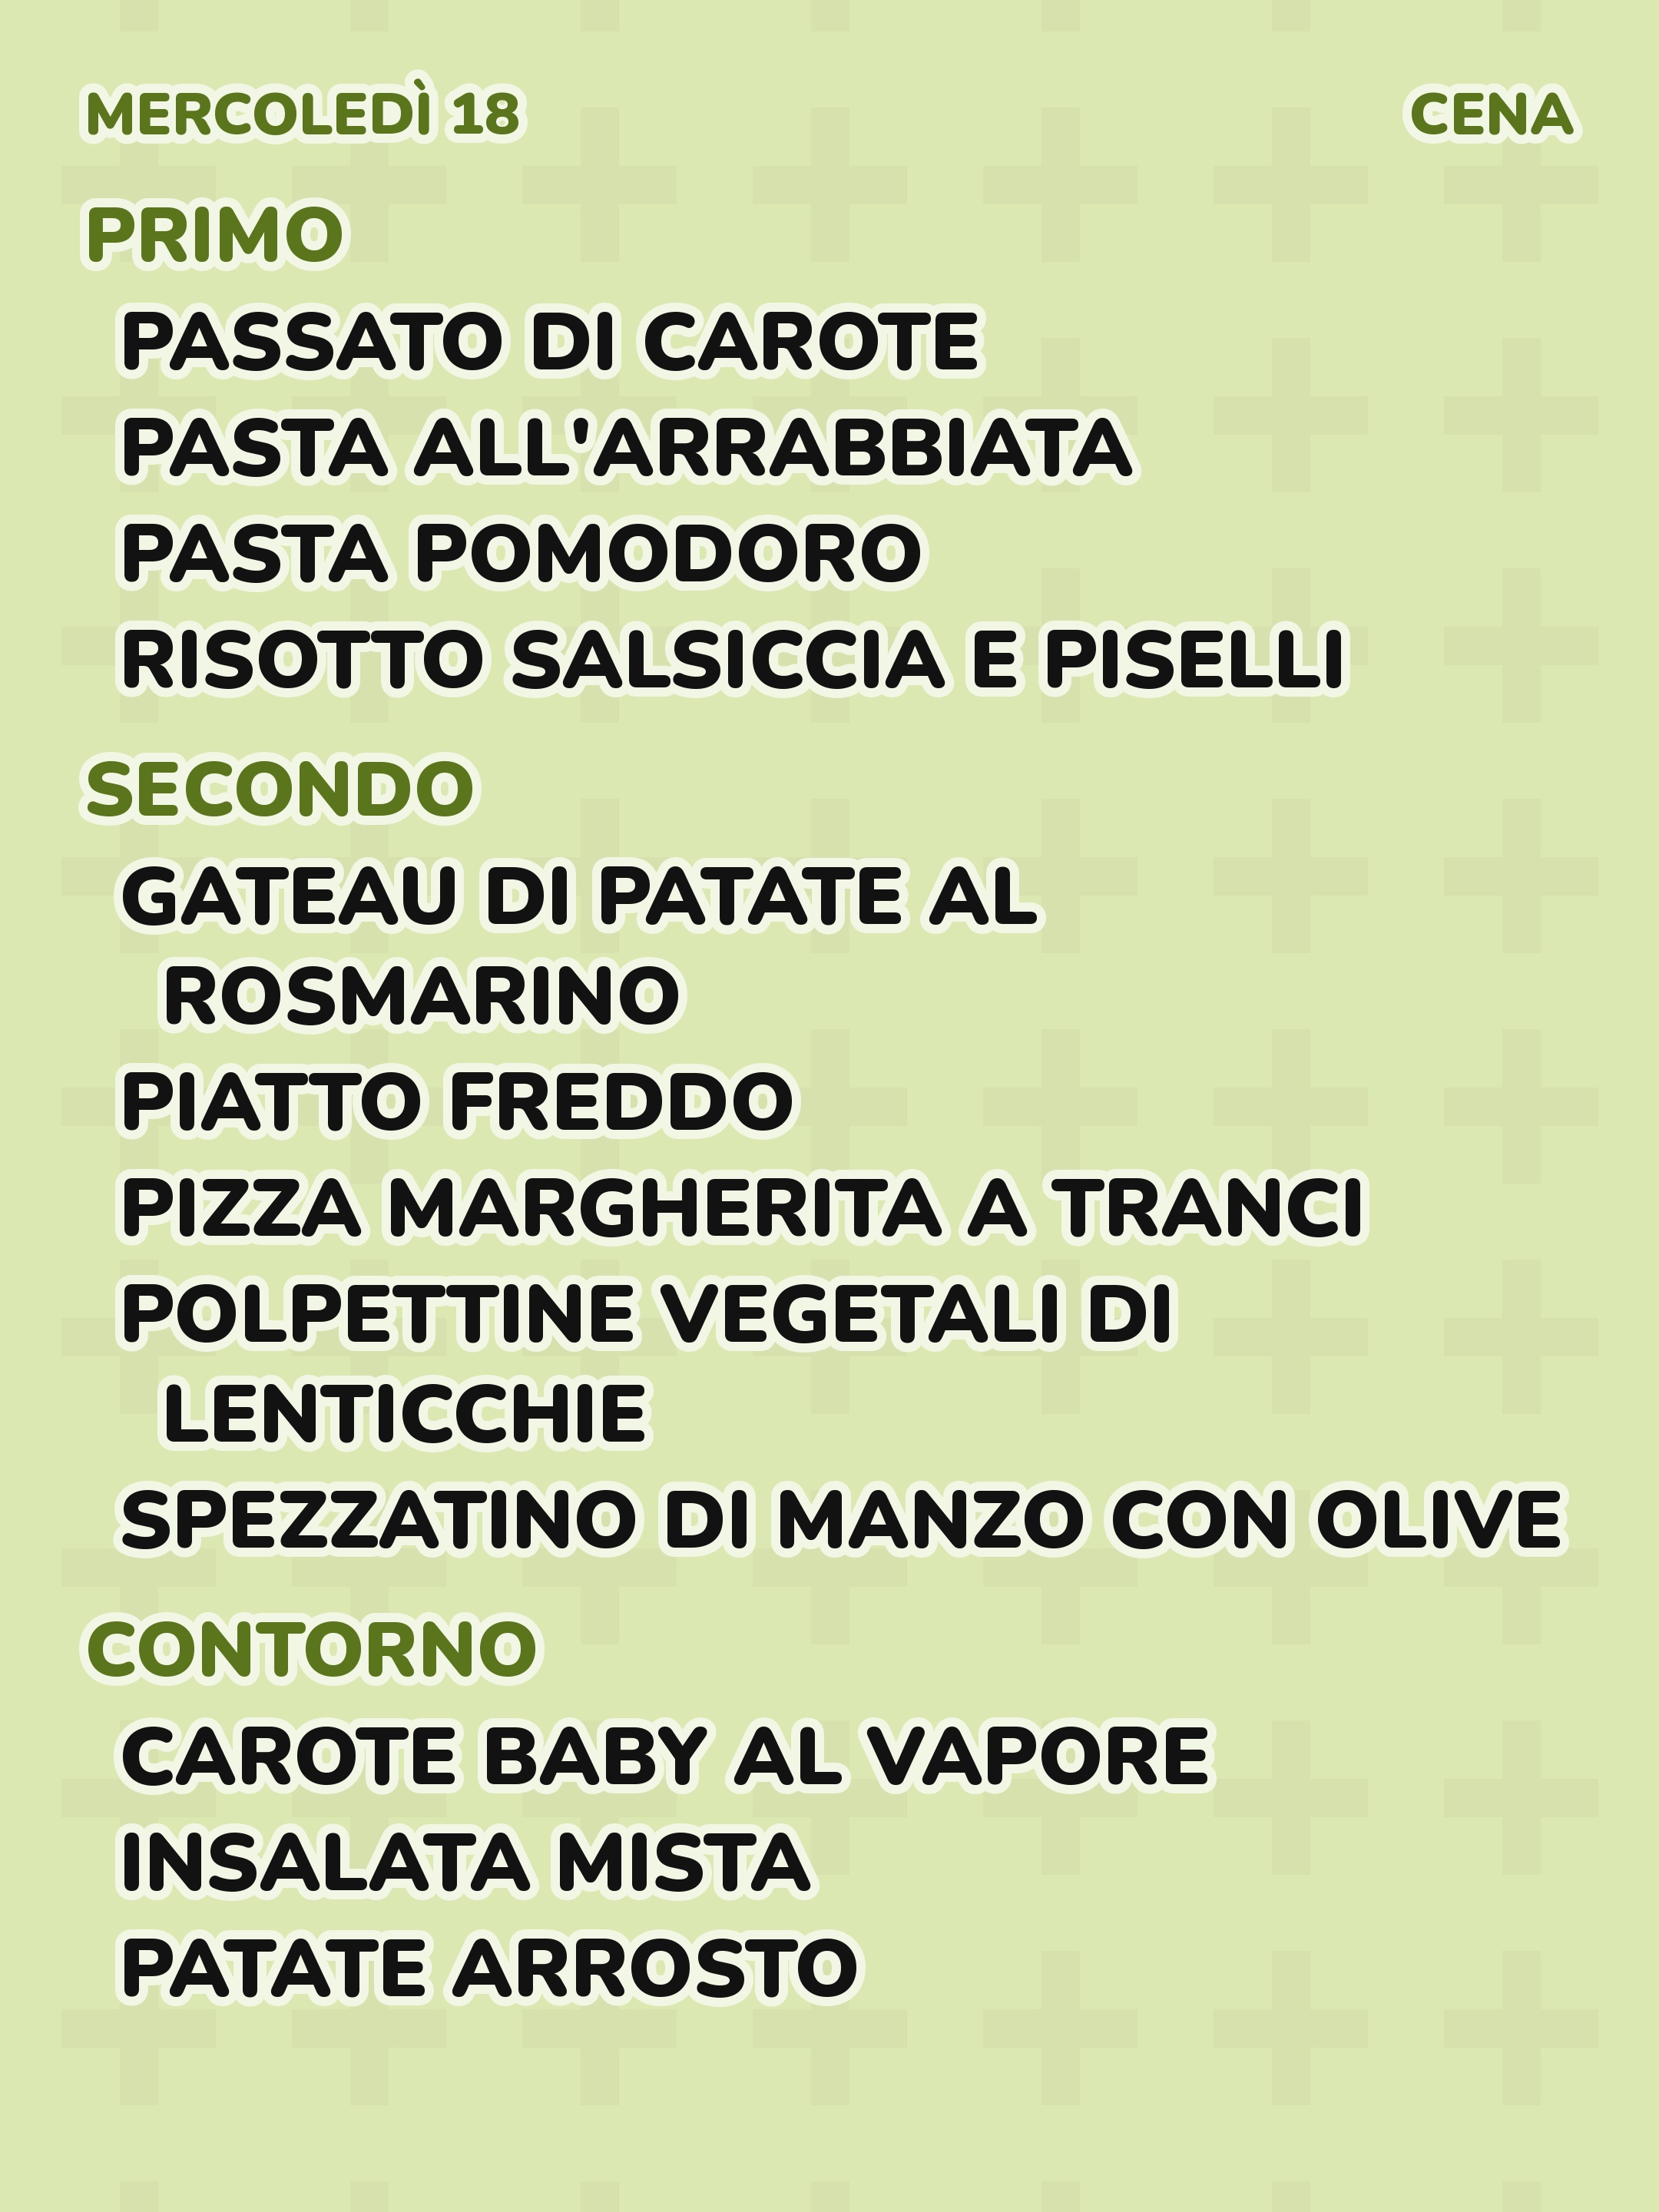 MERCOLEDÌ 18 CENA
PRIMO
PASSATO DI CAROTE
PASTA ALL'ARRABBIATA
PASTA POMODORO
RISOTTO SALSICCIA E PISELLI
SECONDO
GATEAU DI PATATE AL
ROSMARINO
PIATTO FREDDO
PIZZA MARGHERITA A TRANCI
POLPETTINE VEGETALI DI
LENTICCHIE
SPEZZATINO DI MANZO CON OLIVE
CONTORNO
CAROTE BABY AL VAPORE
INSALATA MISTA
PATATE ARROSTO